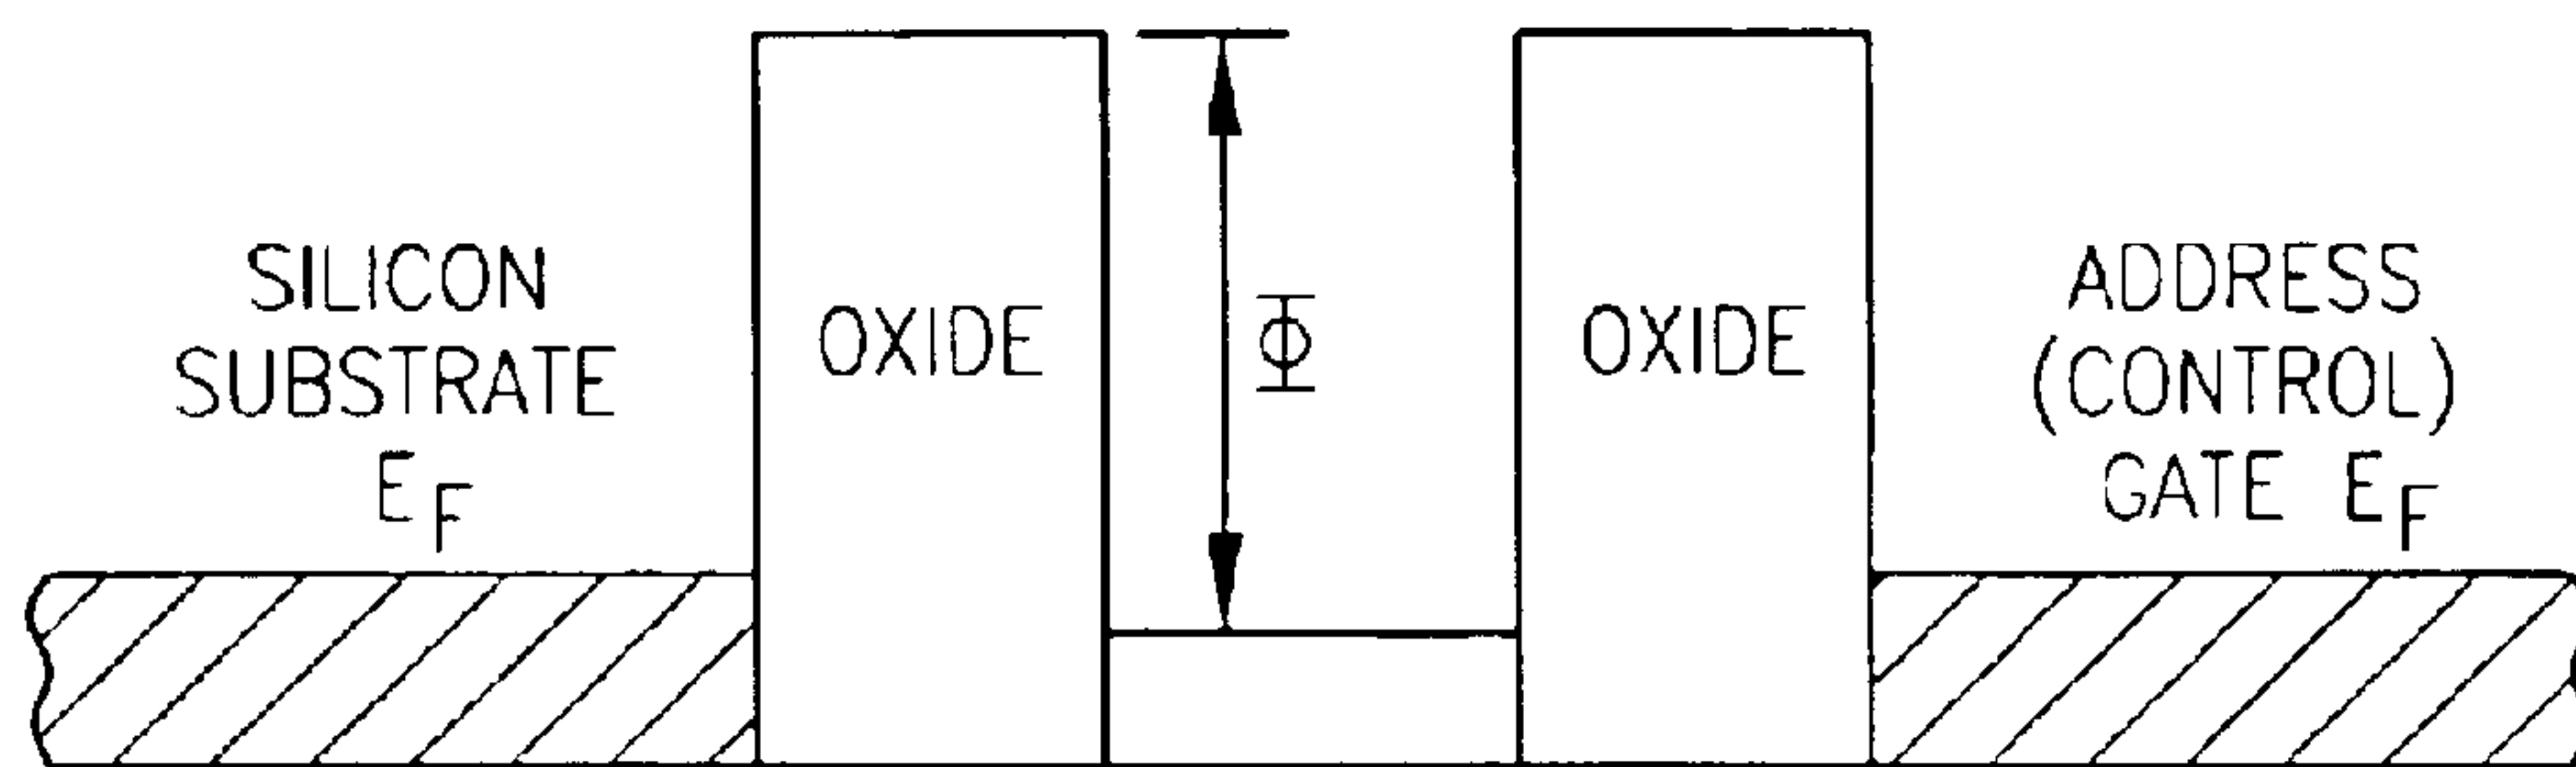 SILICON
SUBSTRATE
E_F
OXIDE
Φ
OXIDE
ADDRESS
(CONTROL)
GATE E_F